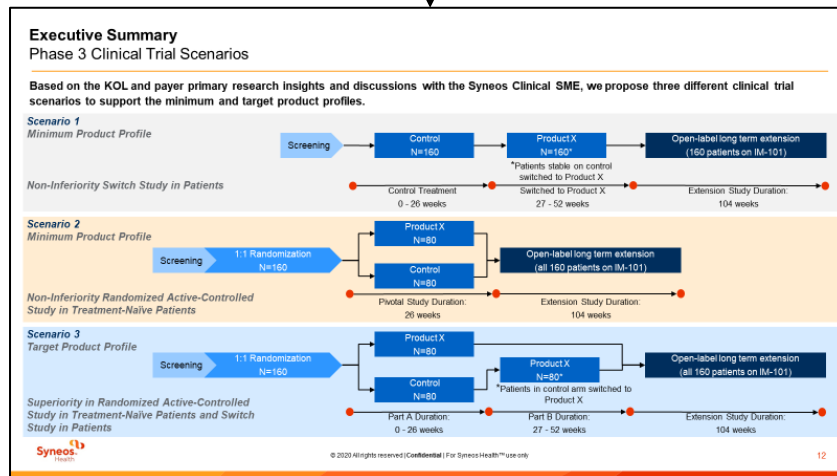 Executive Summary
Phase 3 Clinical Trial Scenarios
Based on the KOL and payer primary research insights and discussions with the Syneos Clinical SME, we propose three different clinical trial
scenarios to support the minimum and target product profiles.
Scenario 1
Minimum Product Profile
Non-Inferiority Switch Study in Patients
Screening
Control
N=160
Product X
N=160*
*Patients stable on control
switched to Product X
Open-label long term extension
(160 patients on IM-101)
Control Treatment
0 - 26 weeks
Switched to Product X
27 - 52 weeks
Extension Study Duration:
104 weeks
Scenario 2
Minimum Product Profile
Non-Inferiority Randomized Active-Controlled
Study in Treatment-Naïve Patients
Screening
1:1 Randomization
N=160
Product X
N=80
Control
N=80
Open-label long term extension
(all 160 patients on IM-101)
Pivotal Study Duration:
26 weeks
Extension Study Duration:
104 weeks
Scenario 3
Target Product Profile
Superiority in Randomized Active-Controlled
Study in Treatment-Naïve Patients and Switch
Study in Patients
Screening
1:1 Randomization
N=160
Product X
N=80
Control
N=80
Product X
N=80*
*Patients in control arm switched to
Product X
Open-label long term extension
(all 160 patients on IM-101)
Part A Duration:
0 - 26 weeks
Part B Duration:
27 - 52 weeks
Extension Study Duration:
104 weeks
Syneos
Health
© 2020 All rights reserved | Confidential | For Syneos Health™ use only
12